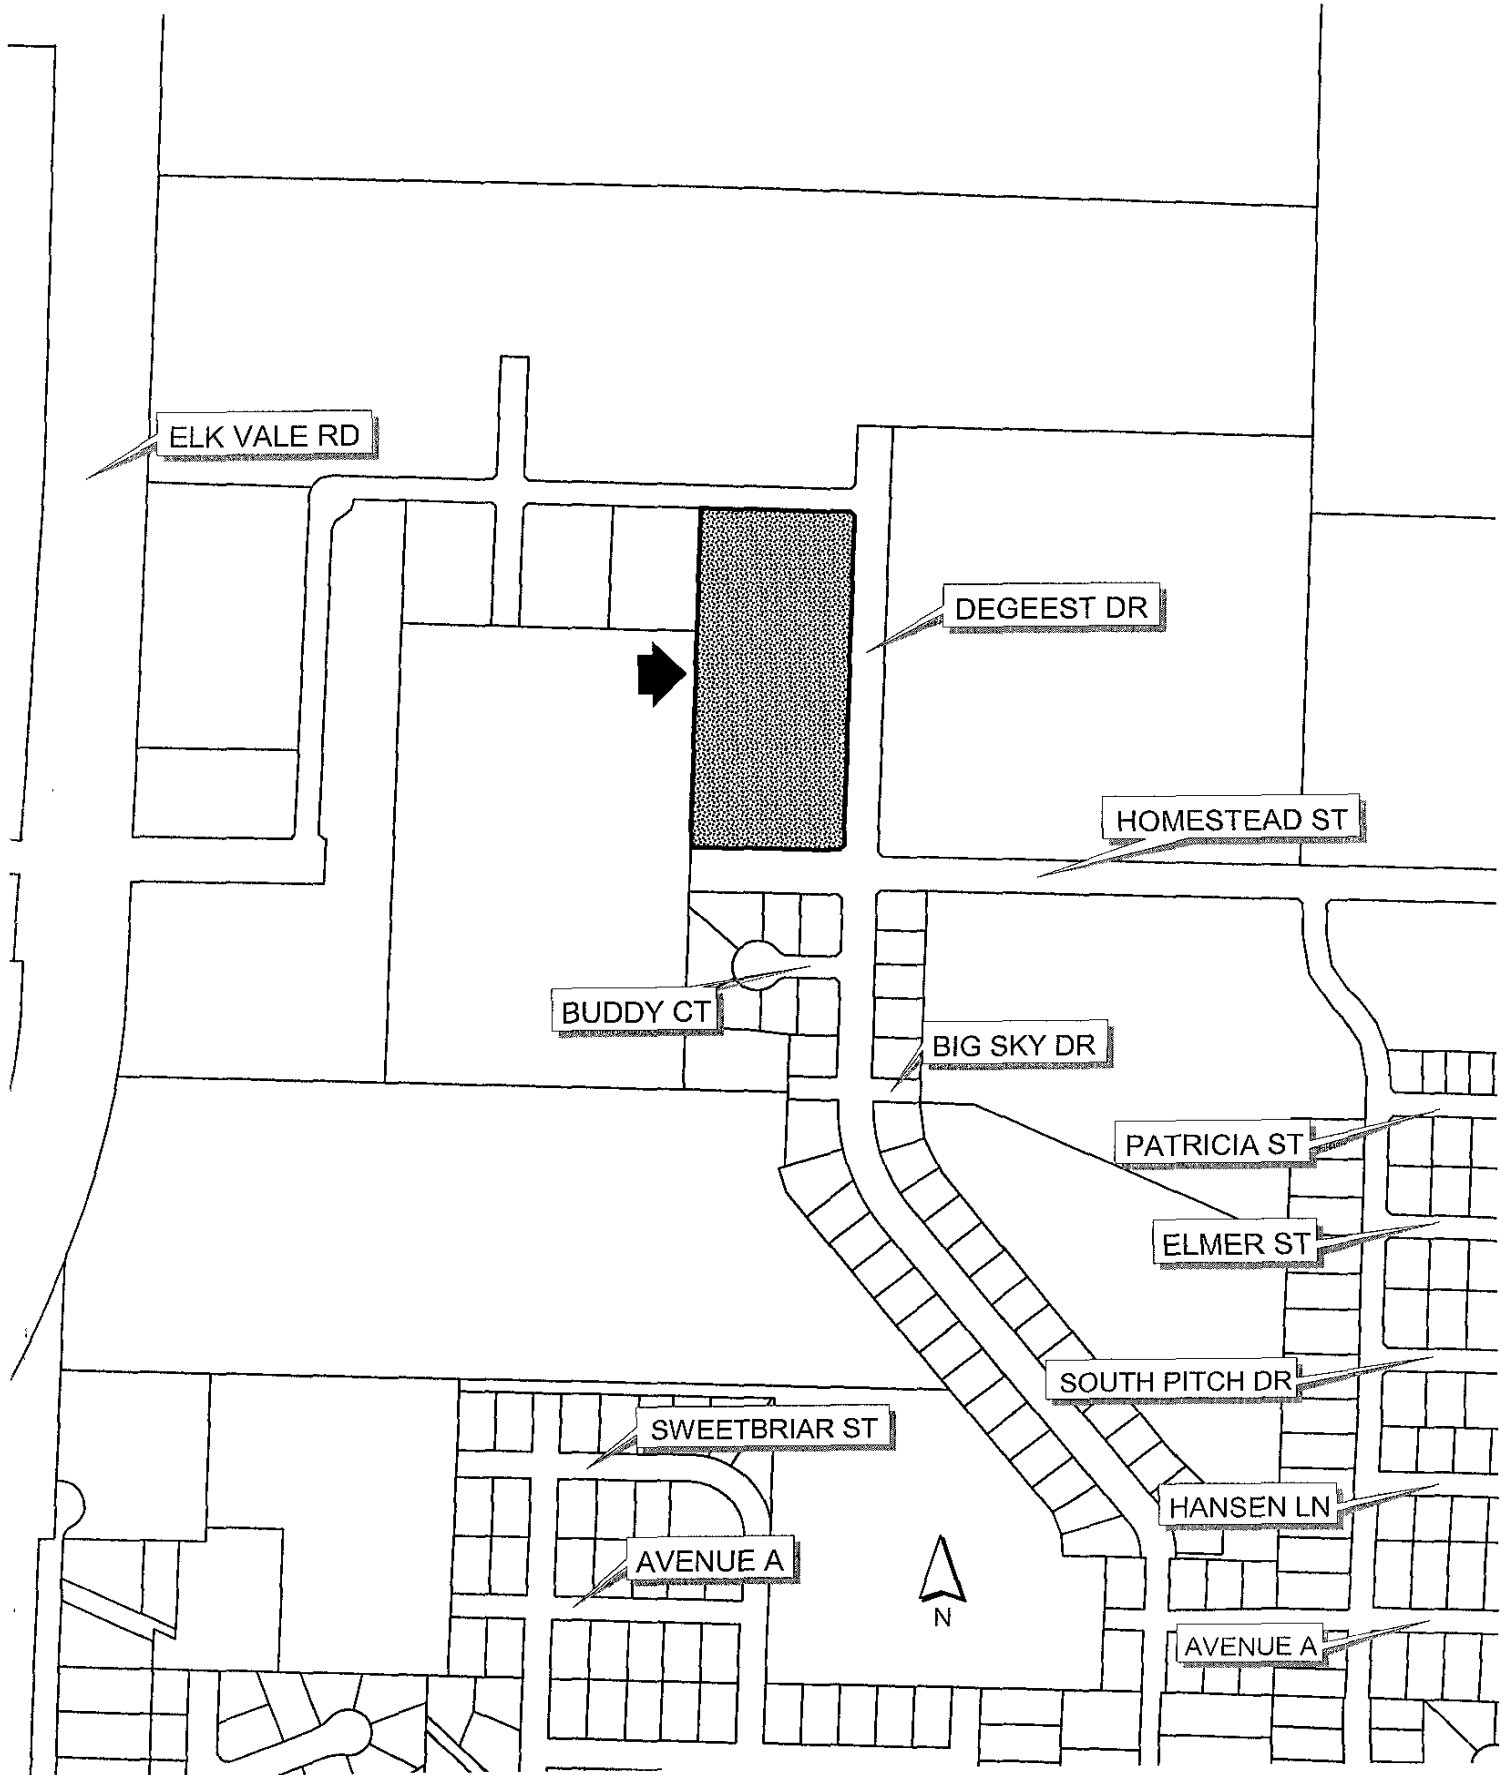 ELK VALE RD
DEGEEST DR
HOMESTEAD ST
BUDDY CT
BIG SKY DR
PATRICIA ST
ELMER ST
SOUTH PITCH DR
SWEETBRIAR ST
HANSEN LN
AVENUE A
N
AVENUE A